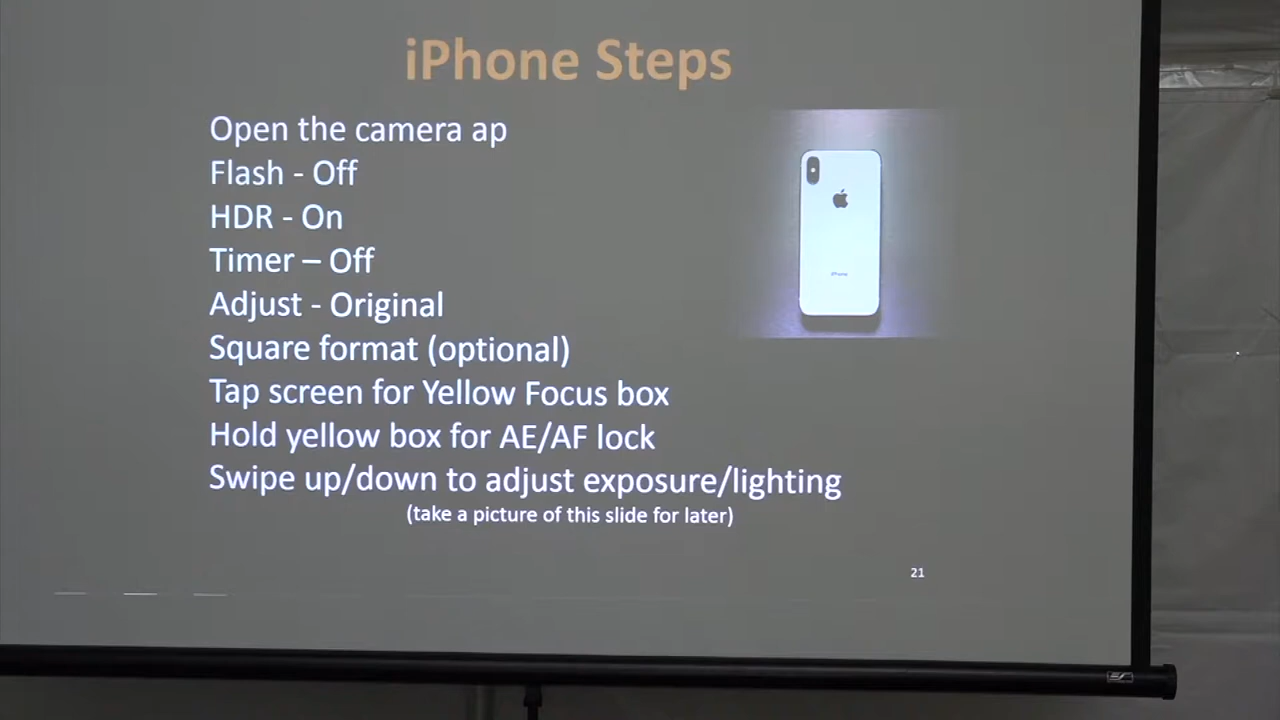 iPhone Steps
Open the camera ap
Flash - Off
HDR - On
Timer – Off
Adjust - Original
Square format (optional)
Tap screen for Yellow Focus box
Hold yellow box for AE/AF lock
Swipe up/down to adjust exposure/lighting
(take a picture of this slide for later)
iPhone
21